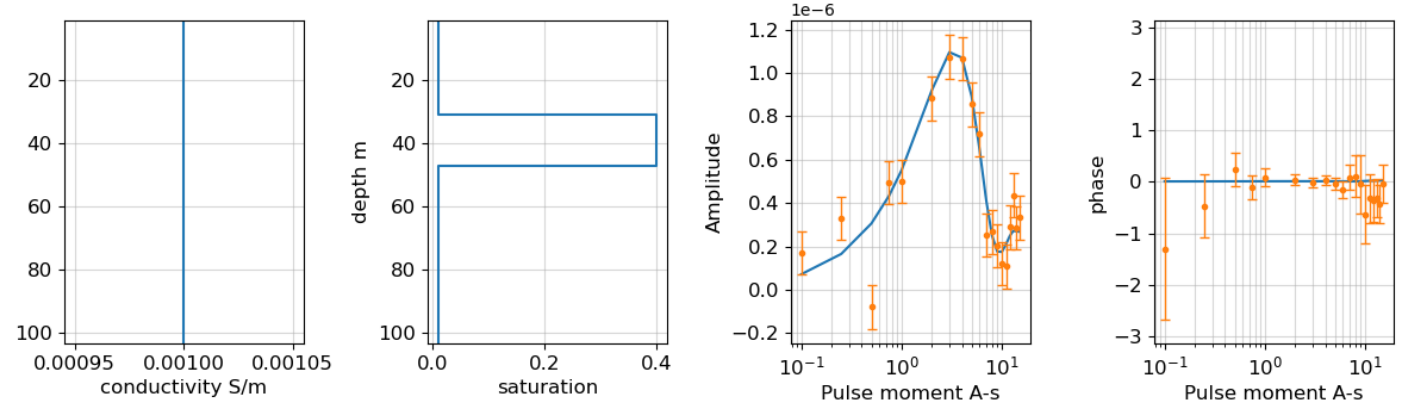 20
40
60
80
100
0.00095 0.00100 0.00105
conductivity S/m
depth m
20
40
60
80
100
0.0 0.2 0.4
saturation
1e−6
Amplitude
1.2
1.0
0.8
0.6
0.4
0.2
0.0
−0.2
10⁻¹ 10⁰ 10¹
Pulse moment A-s
phase
3
2
1
0
−1
−2
−3
10⁻¹ 10⁰ 10¹
Pulse moment A-s